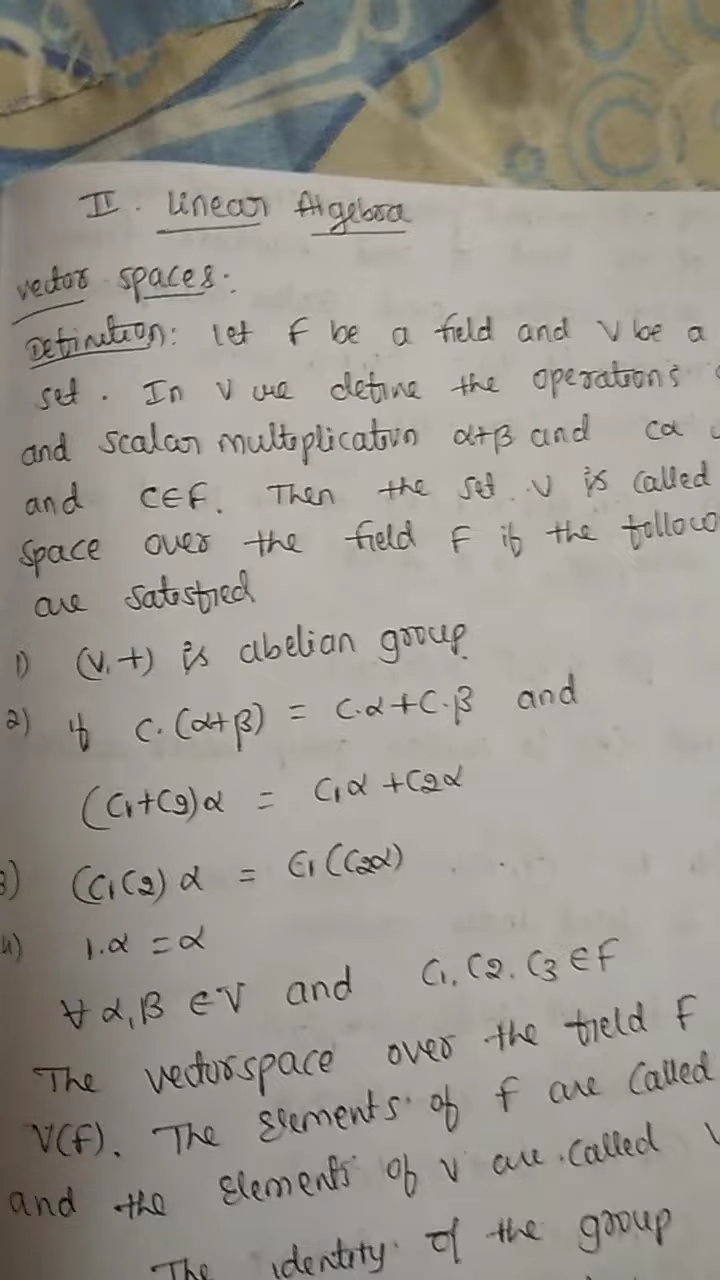 II. Linear Algebra
vector spaces:
Definition: let F be a field and V be a
set. In V we define the operations
and scalar multiplication α+β and cα
and C∈F. Then the set V is called
space over the field F if the follow
are satisfied
1) (V, +) is abelian group.
2) if C.(α+β) = C.α+C.β and
(C1+C2)α = C1α+C2α
3) (C1C2)α = C1(C2α)
4) 1.α = α
∀ α, β ∈ V and C1, C2, C3 ∈ F
The vectorspace over the field F
V(F). The Elements of F are called
and the Elements of V are called
The identity of the group